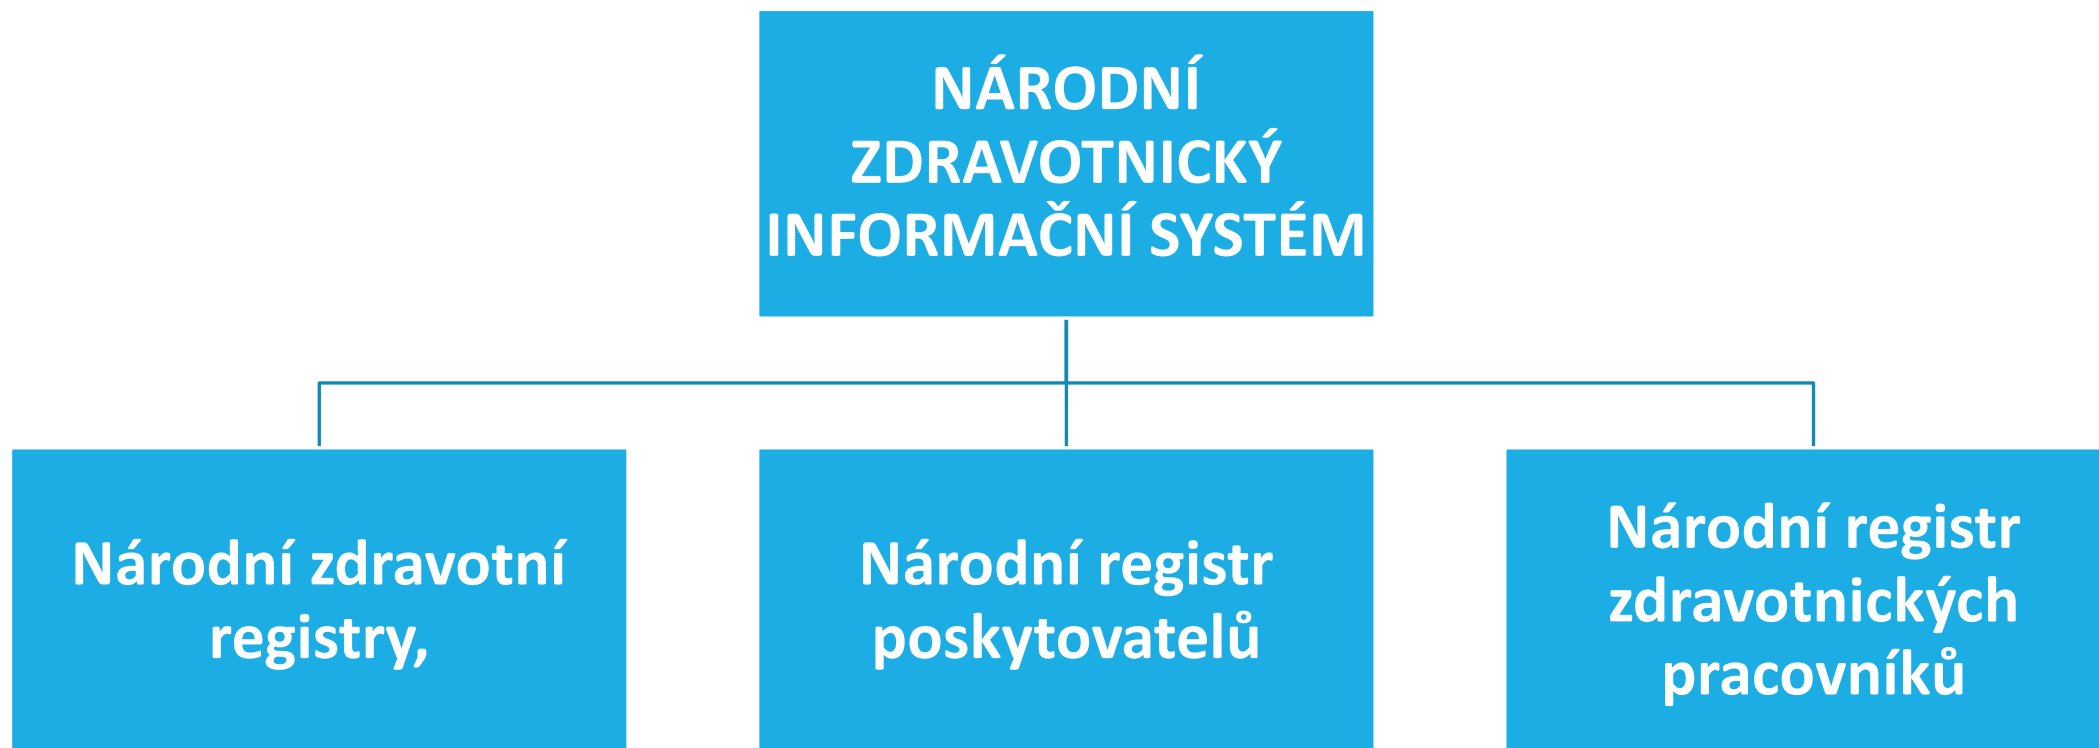 NÁRODNÍ
ZDRAVOTNICKÝ
INFORMAČNÍ SYSTÉM
Národní zdravotní
registry,
Národní registr
poskytovatelů
Národní registr
zdravotnických
pracovníků